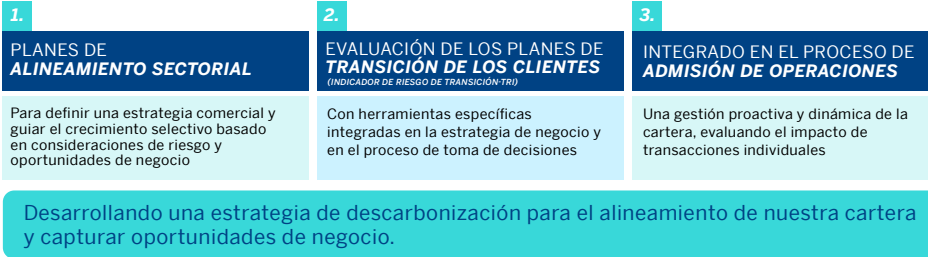 1.
PLANES DE
ALINEAMIENTO SECTORIAL
Para definir una estrategia comercial y
guiar el crecimiento selectivo basado
en consideraciones de riesgo y
oportunidades de negocio
2.
EVALUACIÓN DE LOS PLANES DE
TRANSICIÓN DE LOS CLIENTES
(INDICADOR DE RIESGO DE TRANSICIÓN-TRI)
Con herramientas específicas
integradas en la estrategia de negocio y
en el proceso de toma de decisiones
3.
INTEGRADO EN EL PROCESO DE
ADMISIÓN DE OPERACIONES
Una gestión proactiva y dinámica de la
cartera, evaluando el impacto de
transacciones individuales
Desarrollando una estrategia de descarbonización para el alineamiento de nuestra cartera
y capturar oportunidades de negocio.